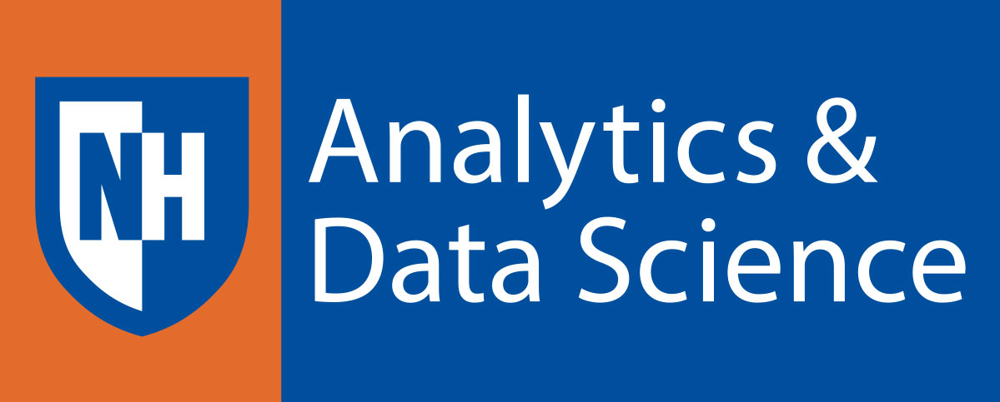 NH
Analytics &
Data Science